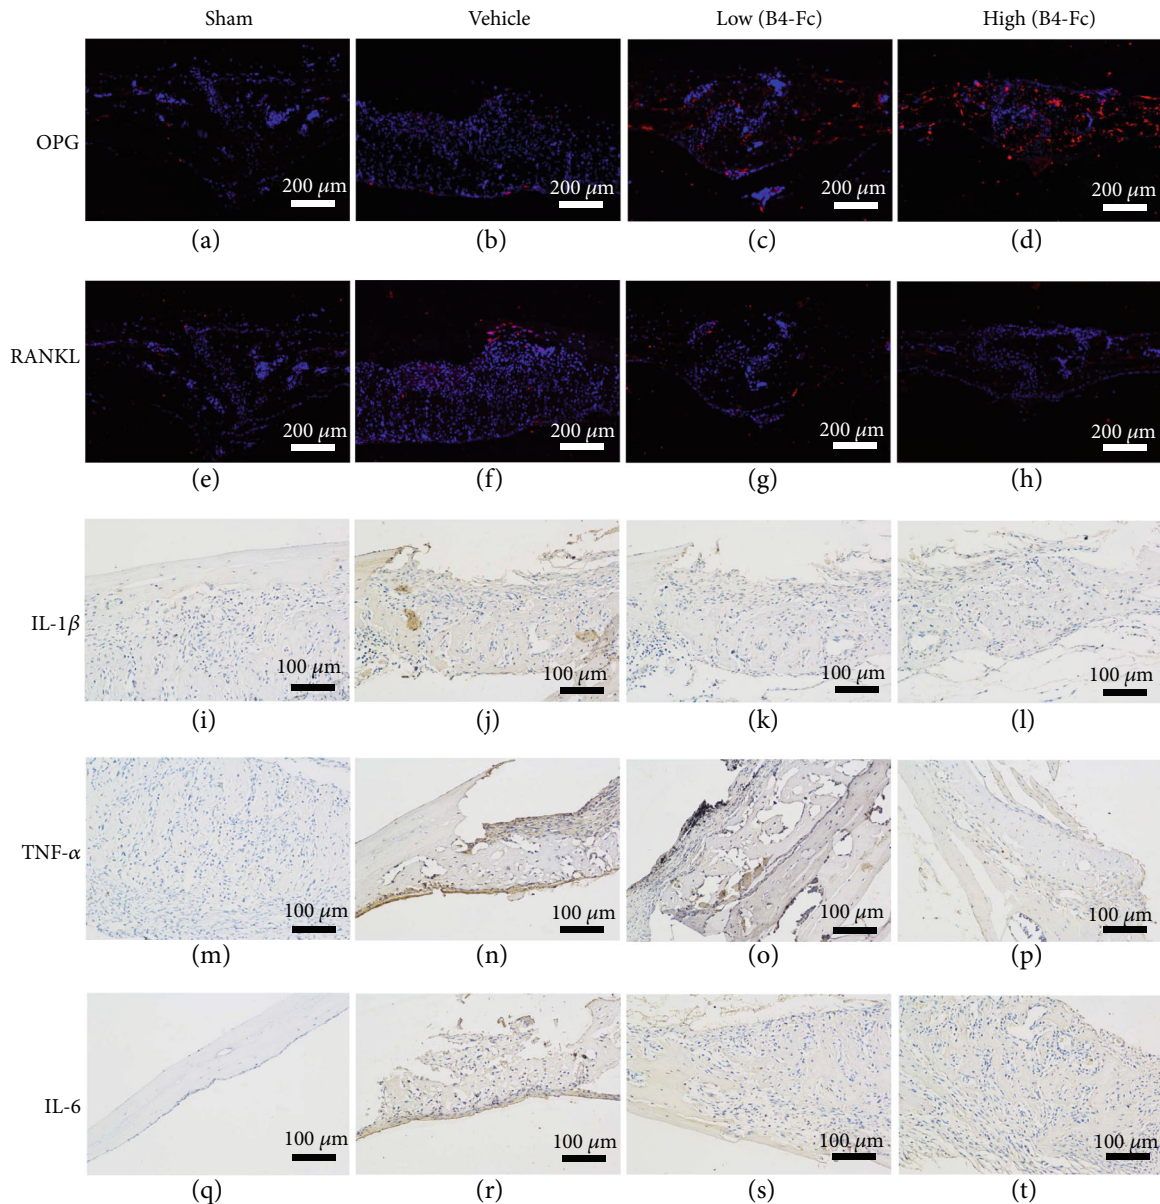 Sham Vehicle Low (B4-Fc) High (B4-Fc)
OPG
200 μm 200 μm 200 μm 200 μm
(a) (b) (c) (d)
RANKL
200 μm 200 μm 200 μm 200 μm
(e) (f) (g) (h)
IL-1β
100 μm 100 μm 100 μm 100 μm
(i) (j) (k) (l)
TNF-α
100 μm 100 μm 100 μm 100 μm
(m) (n) (o) (p)
IL-6
100 μm 100 μm 100 μm 100 μm
(q) (r) (s) (t)